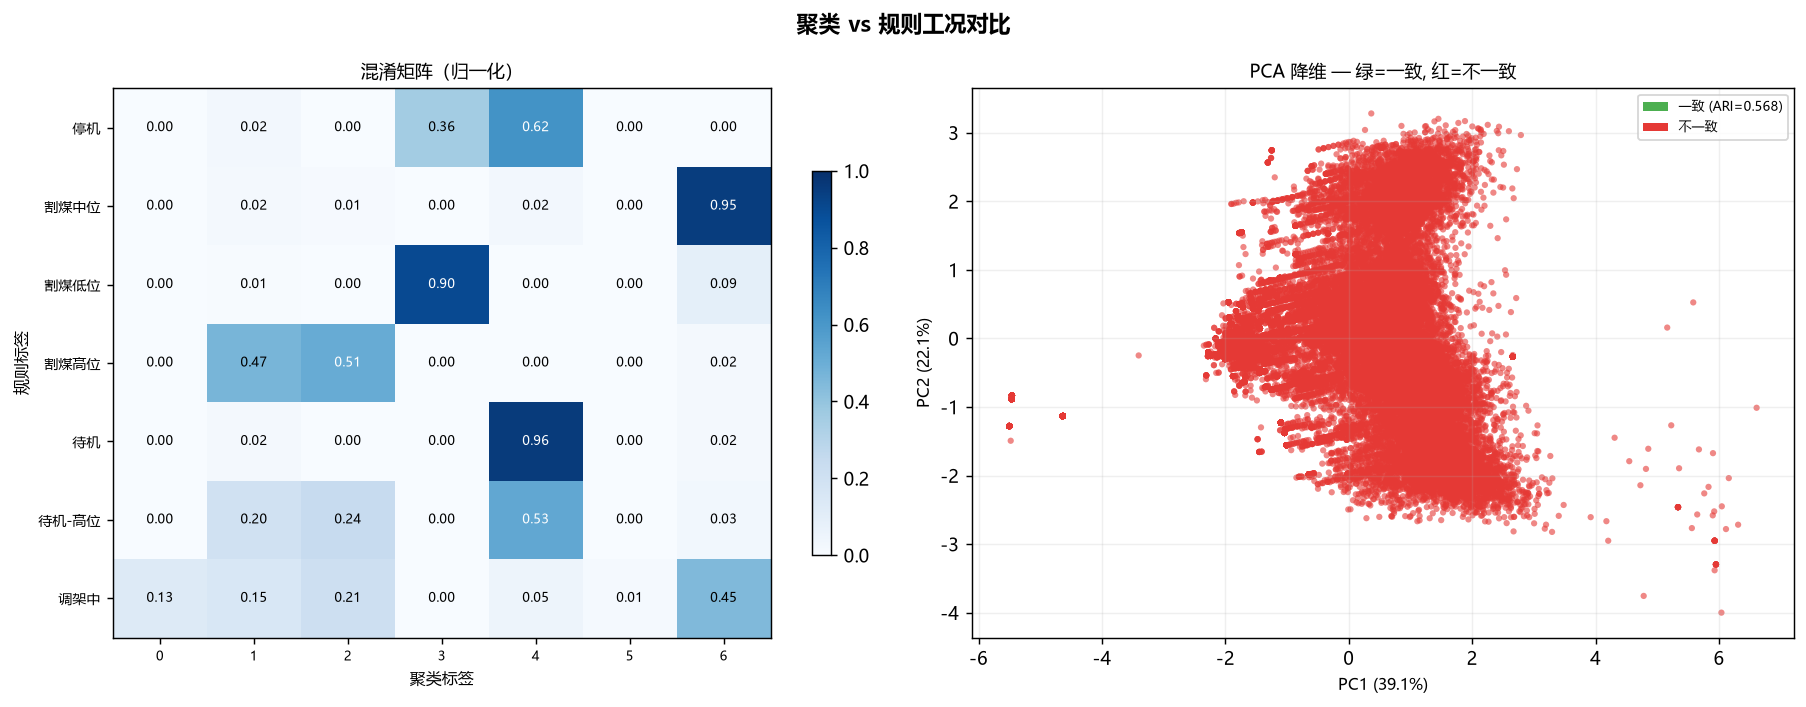 聚类 vs 规则工况对比
混淆矩阵（归一化）
规则标签
停机 0.00 0.02 0.00 0.36 0.62 0.00 0.00
割煤中位 0.00 0.02 0.01 0.00 0.02 0.00 0.95
割煤低位 0.00 0.01 0.00 0.90 0.00 0.00 0.09
割煤高位 0.00 0.47 0.51 0.00 0.00 0.00 0.02
待机 0.00 0.02 0.00 0.00 0.96 0.00 0.02
待机-高位 0.00 0.20 0.24 0.00 0.53 0.00 0.03
调架中 0.13 0.15 0.21 0.00 0.05 0.01 0.45
0 1 2 3 4 5 6
聚类标签
1.0
0.8
0.6
0.4
0.2
0.0
PCA 降维 — 绿=一致, 红=不一致
一致 (ARI=0.568)
不一致
PC2 (22.1%)
3
2
1
0
-1
-2
-3
-4
-6 -4 -2 0 2 4 6
PC1 (39.1%)